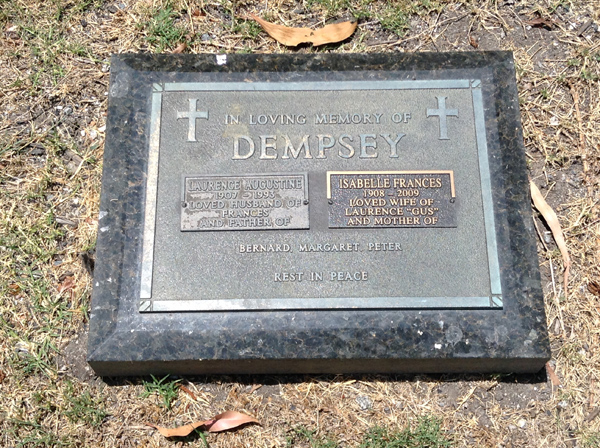 IN LOVING MEMORY OF
DEMPSEY
LAURENCE AUGUSTINE
1907 - 1995
LOVED HUSBAND OF
FRANCES
AND FATHER OF
ISABELLE FRANCES
1908 - 2009
LOVED WIFE OF
LAURENCE "GUS"
AND MOTHER OF
BERNARD, MARGARET, PETER
REST IN PEACE